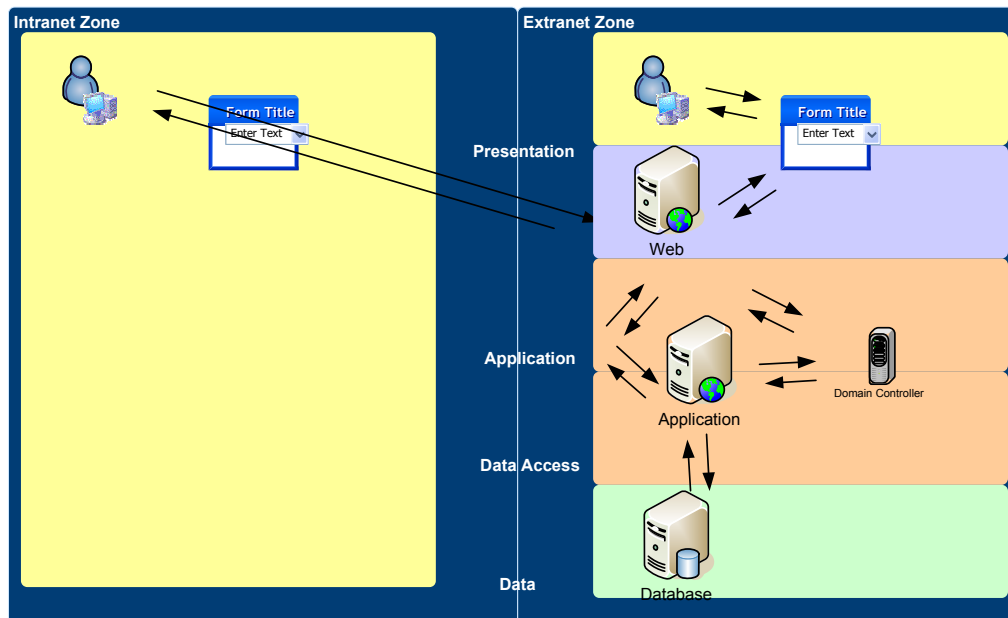 Intranet Zone
Extranet Zone
Form Title
Enter Text
Form Title
Enter Text
Presentation
Web
Application
Domain Controller
Application
Data Access
Data
Database